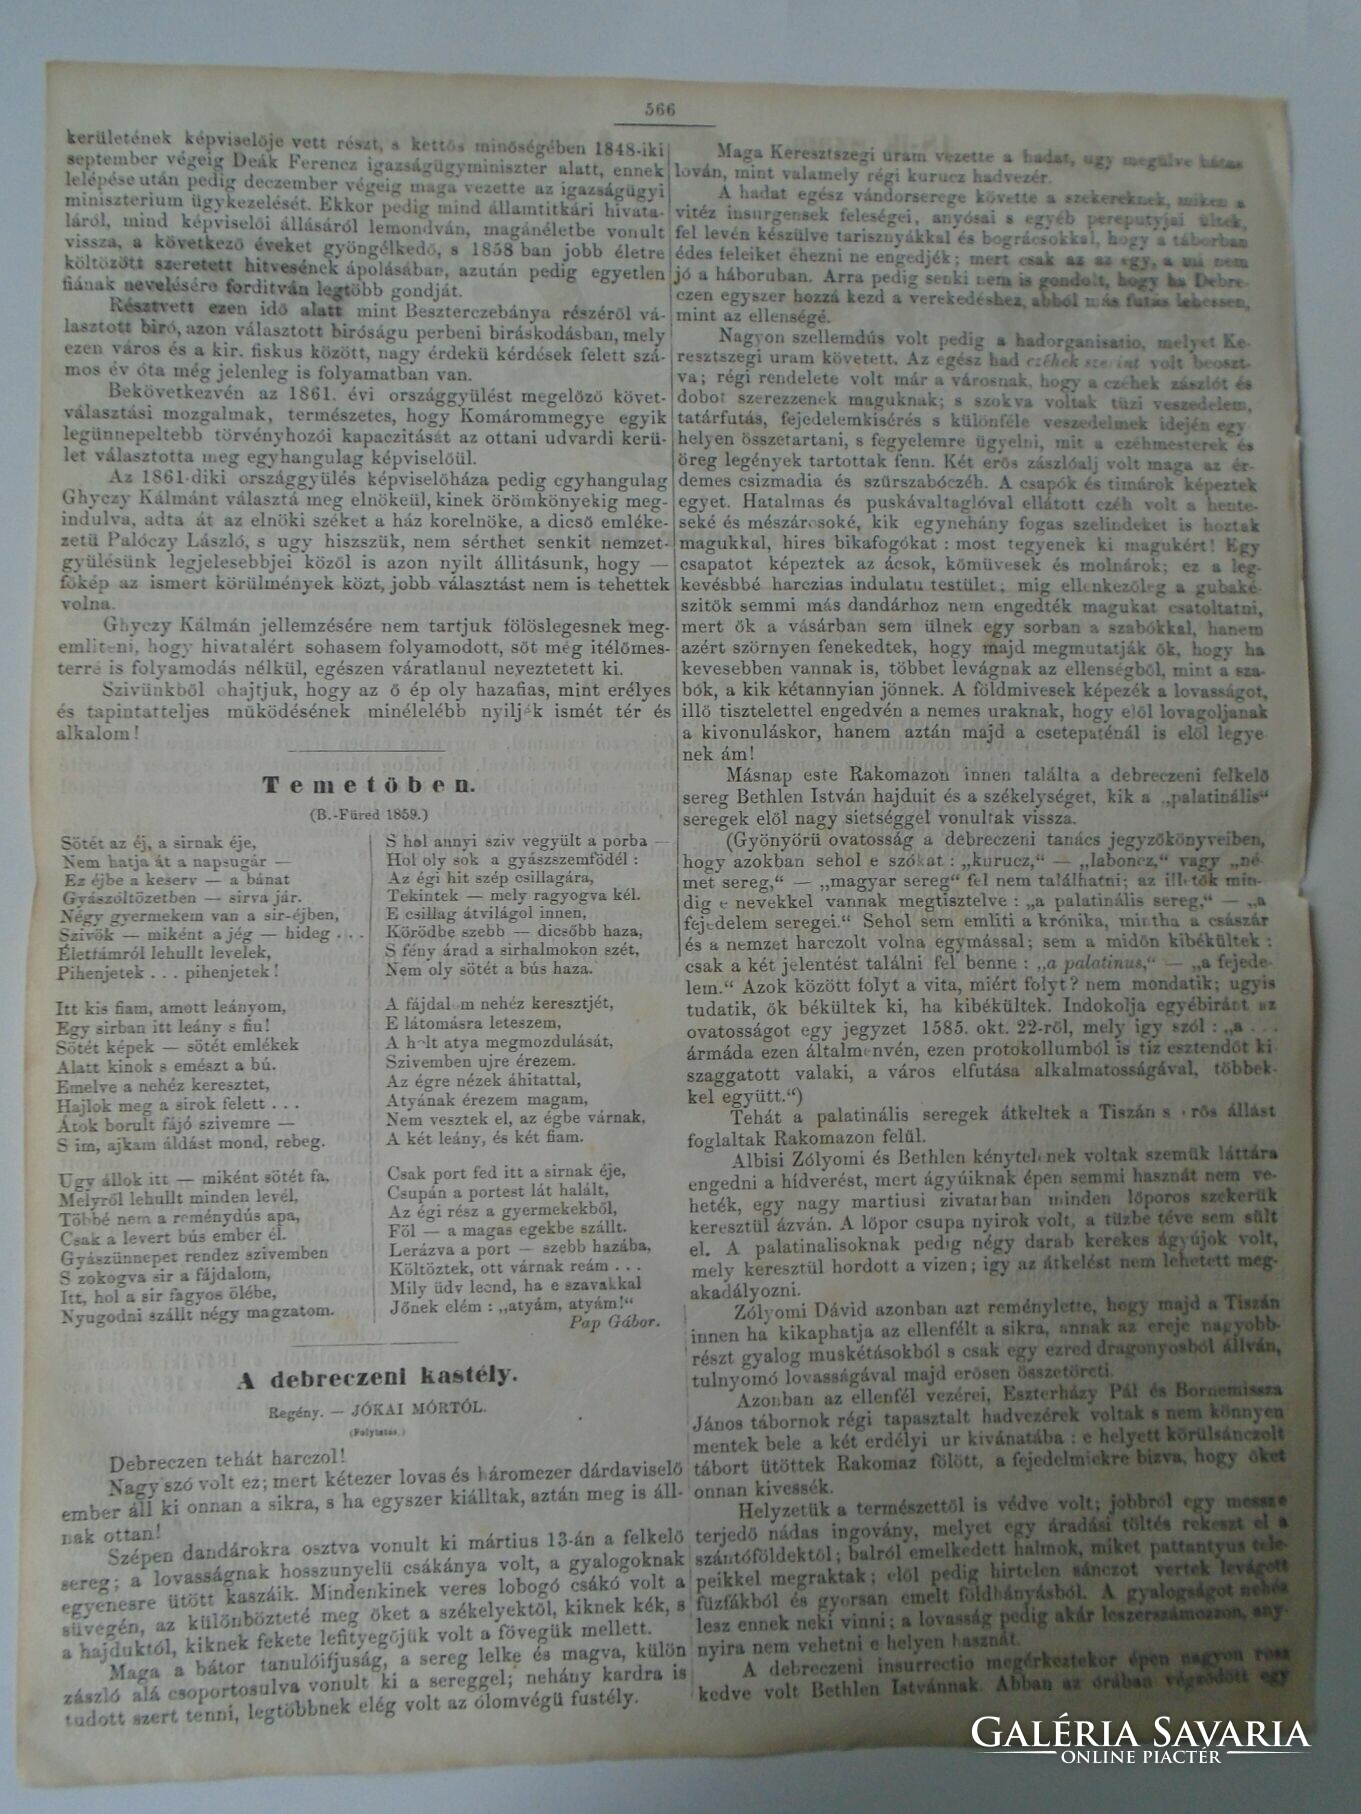 566
kerületének képviselője vett részt, s kettős minőségében 1848-iki
september végeig Deák Ferencz igazságügyminiszter alatt, ennek
lelépése után pedig deczember végeig maga vezette az igazságügyi
miniszterium ügykezelését. Ekkor pedig mind államtitkári hivata-
láról, mind képviselői állásáról lemondván, magánéletbe vonult
vissza, a következő éveket gyöngélkedő, s 1858 ban jobb életre
költözött szeretett hitvesének ápolásában, azután pedig egyetlen
fiának nevelésére forditván legtöbb gondját.
Résztvett ezen idő alatt mint Beszterczebánya részéről vá-
lasztott biró, azon választott biróságu perbeni biráskodásban, mely
ezen város és a kir. fiskus között, nagy érdekü kérdések felett szá-
mos év óta még jelenleg is folyamatban van.
Bekövetkezvén az 1861. évi országgyülést megelőző követ-
választási mozgalmak, természetes, hogy Komárommegye egyik
legünnepeltebb törvényhozói kapaczitását az ottani udvardi kerü-
let választotta meg egyhangulag képviselőül.
Az 1861-diki országgyülés képviselőháza pedig egyhangulag
Ghyczy Kálmánt választá meg elnökeül, kinek örömkönyekig meg-
indulva, adta át az elnöki széket a ház korelnöke, a dicső emléke-
zetü Palóczy László, s ugy hiszszük, nem sérthet senkit nemzet-
gyülésünk legjelesebbjei közöl is azon nyilt állitásunk, hogy —
főkép az ismert körülmények közt, jobb választást nem is tehettek
volna.
Ghyczy Kálmán jellemzésére nem tartjuk fölöslegesnek meg-
emliteni, hogy hivatalért sohasem folyamodott, sőt még itélőmes-
terré is folyamodás nélkül, egészen váratlanul neveztetett ki.
Szivünkből ohajtjuk, hogy az ő ép oly hazafias, mint erélyes
és tapintatteljes müködésének minélelébb nyiljék ismét tér és
alkalom!
Temetőben.
(B.-Füred 1859.)
Sötét az éj, a sirnak éje,
Nem hatja át a napsugár —
Ez éjbe a keserv — a bánat
Gyászöltözetben — sirva jár.
Négy gyermekem van a sir-éjben,
Szivök — miként a jég — hideg . . .
Életfámról lehullt levelek,
Pihenjetek . . . pihenjetek!
Itt kis fiam, amott leányom,
Egy sirban itt leány s fiu!
Sötét képek — sötét emlékek
Alatt kinok s emészt a bú.
Emelve a nehéz keresztet,
Hajlok meg a sirok felett . . .
Átok borult fájó szivemre —
S im, ajkam áldást mond, rebeg.
Ugy állok itt — miként sötét fa,
Melyről lehullt minden levél,
Többé nem a reménydús apa,
Csak a levert bús ember él.
Gyászünnepet rendez szivemben
S zokogva sir a fájdalom,
Itt, hol a sir fagyos ölébe,
Nyugodni szállt négy magzatom.
S hol annyi sziv vegyült a porba —
Hol oly sok a gyászszemfödél :
Az égi hit szép csillagára,
Tekintek — mely ragyogva kél.
E csillag átvilágol innen,
Körödbe szebb — dicsőbb haza,
S fény árad a sirhalmokon szét,
Nem oly sötét a bús haza.
A fájdalom nehéz keresztjét,
E látomásra leteszem,
A holt atya megmozdulását,
Szivemben ujre érezem.
Az égre nézek áhitattal,
Atyának érezem magam,
Nem vesztek el, az égbe várnak,
A két leány, és két fiam.
Csak port fed itt a sirnak éje,
Csupán a portest lát halált,
Az égi rész a gyermekekből,
Föl — a magas egekbe szállt.
Lerázva a port — szebb hazába,
Költöztek, ott várnak reám . . .
Mily üdv leend, ha e szavakkal
Jőnek elém : „atyám, atyám!“
Pap Gábor.
A debreczeni kastély.
Regény. — JÓKAI MÓRTÓL.
(Folytatás.)
Debreczen tehát harczol!
Nagy szó volt ez; mert kétezer lovas és háromezer dárdaviselő
ember áll ki onnan a sikra, s ha egyszer kiálltak, aztán meg is áll-
nak ottan!
Szépen dandárokra osztva vonult ki mártius 13-án a felkelő
sereg; a lovasságnak hosszunyelü csákánya volt, a gyalogoknak
egyenesre ütött kaszáik. Mindenkinek veres lobogó csákó volt a
süvegén, az különbözteté meg őket a székelyektől, kiknek kék, s
a hajduktól, kiknek fekete lefityegőjük volt a fövegük mellett.
Maga a bátor tanulóifjuság, a sereg lelke és magva, külön
zászló alá csoportosulva vonult ki a sereggel; nehány kardra is
tudott szert tenni, legtöbbnek elég volt az ólomvégü fustély.
Maga Keresztszegi uram vezette a hadat, ugy megülve hátas
lován, mint valamely régi kurucz hadvezér.
A hadat egész vándorserege követte a szekereknek, miken a
vitéz insurgensek feleségei, anyósai s egyéb pereputyjai ültek,
fel levén készülve tarisznyákkal és bográcsokkal, hogy a táborban
édes feleiket éhezni ne engedjék; mert csak az az egy, a mi nem
jó a háboruban. Arra pedig senki nem is gondolt, hogy ha Debre-
czen egyszer hozzá kezd a verekedéshez, abból más futás lehessen,
mint az ellenségé.
Nagyon szellemdús volt pedig a hadorganisatio, melyet Ke-
resztszegi uram követett. Az egész had czéhek szerint volt beoszt-
va; régi rendelete volt már a városnak, hogy a czéhek zászlót és
dobot szerezzenek maguknak; s szokva voltak tüzi veszedelem,
tatárfutás, fejedelemkisérés s különféle veszedelmek idején egy
helyen összetartani, s fegyelemre ügyelni, mit a czéhmesterek és
öreg legények tartottak fenn. Két erős zászlóalj volt maga az ér-
demes csizmadia és szürszabóczéh. A csapók és timárok képeztek
egyet. Hatalmas és puskáváltaglóval ellátott czéh volt a hente-
seké és mészárosoké, kik egynehány fogas szelindeket is hoztak
magukkal, hires bikafogókat : most tegyenek ki magukért! Egy
csapatot képeztek az ácsok, kőmüvesek és molnárok; ez a leg-
kevésbbé harczias indulatu testület; mig ellenkezőleg a gubaké-
szitők semmi más dandárhoz nem engedték magukat csatoltatni,
mert ők a vásárban sem ülnek egy sorban a szabókkal, hanem
azért szörnyen fenekedtek, hogy majd megmutatják ők, hogy ha
kevesebben vannak is, többet levágnak az ellenségből, mint a sza-
bók, a kik kétannyian jönnek. A földmivesek képezék a lovasságot,
illő tisztelettel engedvén a nemes uraknak, hogy elől lovagoljanak
a kivonuláskor, hanem aztán majd a csetepaténál is elől legye
nek ám!
Másnap este Rakomazon innen találta a debreczeni felkelő
sereg Bethlen István hajduit és a székelységet, kik a „palatinális“
seregek elől nagy sietséggel vonultak vissza.
(Gyönyörü ovatosság a debreczeni tanács jegyzőkönyveiben,
hogy azokban sehol e szókat : „kurucz,“ — „laboncz,“ vagy „né-
met sereg,“ — „magyar sereg“ fel nem találhatni; az illetők min-
dig e nevekkel vannak megtisztelve : „a palatinális sereg,“ — „a
fejedelem seregei.“ Sehol sem emliti a krónika, mintha a császár
és a nemzet harczolt volna egymással; sem a midőn kibékültek :
csak a két jelentést találni fel benne : „a palatinus,“ — „a fejede-
lem.“ Azok között folyt a vita, miért folyt? nem mondatik; ugyis
tudatik, ők békültek ki, ha kibékültek. Indokolja egyébiránt az
ovatosságot egy jegyzet 1585. okt. 22-ről, mely igy szól : „a . . .
ármáda ezen általmenvén, ezen protokollumból is tiz esztendőt ki
szaggatott valaki, a város elfutása alkalmatosságával, többek-
kel együtt.“)
Tehát a palatinális seregek átkeltek a Tiszán s erős állást
foglaltak Rakomazon felül.
Albisi Zólyomi és Bethlen kénytelenek voltak szemük láttára
engedni a hídverést, mert ágyúiknak épen semmi hasznát nem ve-
heték, egy nagy martiusi zivatarban minden lőporos szekerük
keresztül ázván. A lőpor csupa nyirok volt, a tüzbe téve sem sült
el. A palatinalisoknak pedig négy darab kerekes ágyújok volt,
mely keresztül hordott a vizen; igy az átkelést nem lehetett meg-
akadályozni.
Zólyomi Dávid azonban azt reménylette, hogy majd a Tiszán
innen ha kikaphatja az ellenfélt a sikra, annak az ereje nagyobb-
részt gyalog muskétásokból s csak egy ezred dragonyosból állván,
tulnyomó lovasságával majd erősen összetöreti.
Azonban az ellenfél vezérei, Eszterházy Pál és Bornemissza
János tábornok régi tapasztalt hadvezérek voltak s nem könnyen
mentek bele a két erdélyi ur kivánatába : e helyett körülsánczolt
tábort ütöttek Rakomaz fölött, a fejedelmiekre bizva, hogy őket
onnan kivessék.
Helyzetük a természettől is védve volt; jobbról egy messze
terjedő nádas ingovány, melyet egy áradási töltés rekeszt el a
szántóföldektől; balról emelkedett halmok, miket pattantyus tele-
peikkel megraktak; elől pedig hirtelen sánczot vertek levágott
füzfákból és gyorsan emelt földhányásból. A gyalogságot nehéz
lesz ennek neki vinni; a lovasság pedig akár leszerszámozzon, any-
nyira nem vehetni e helyen hasznát.
A debreczeni insurrectio megérkeztekor épen nagyon rosz
kedve volt Bethlen Istvánnak. Abban az órában végződött egy
GALÉRIA SAVARIA
ONLINE PIACTÉR